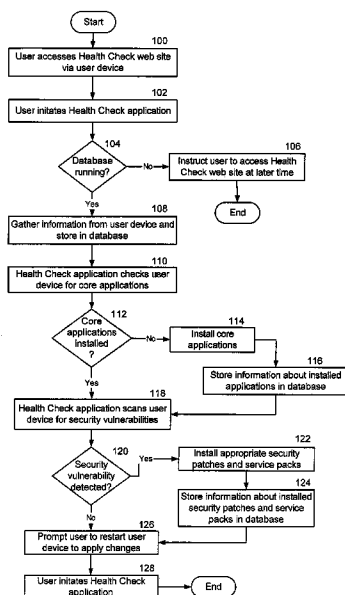 Start
100
User accesses Health Check web site
via user device
102
User initates Health Check application
104
Database
running?
No
106
Instruct user to access Health
Check web site at later time
End
Yes
108
Gather information from user device and
store in database
110
Health Check application checks user
device for core applications
112
Core
applications
installed
?
No
114
Install core
applications
116
Store information about installed
applications in database
Yes
118
Health Check application scans user
device for security vulnerabilities
120
Security
vulnerability
detected?
Yes
122
Install appropriate security
patches and service packs
124
Store information about installed
security patches and service
packs in database
No
126
Prompt user to restart user
device to apply changes
128
User initates Health Check
application
End